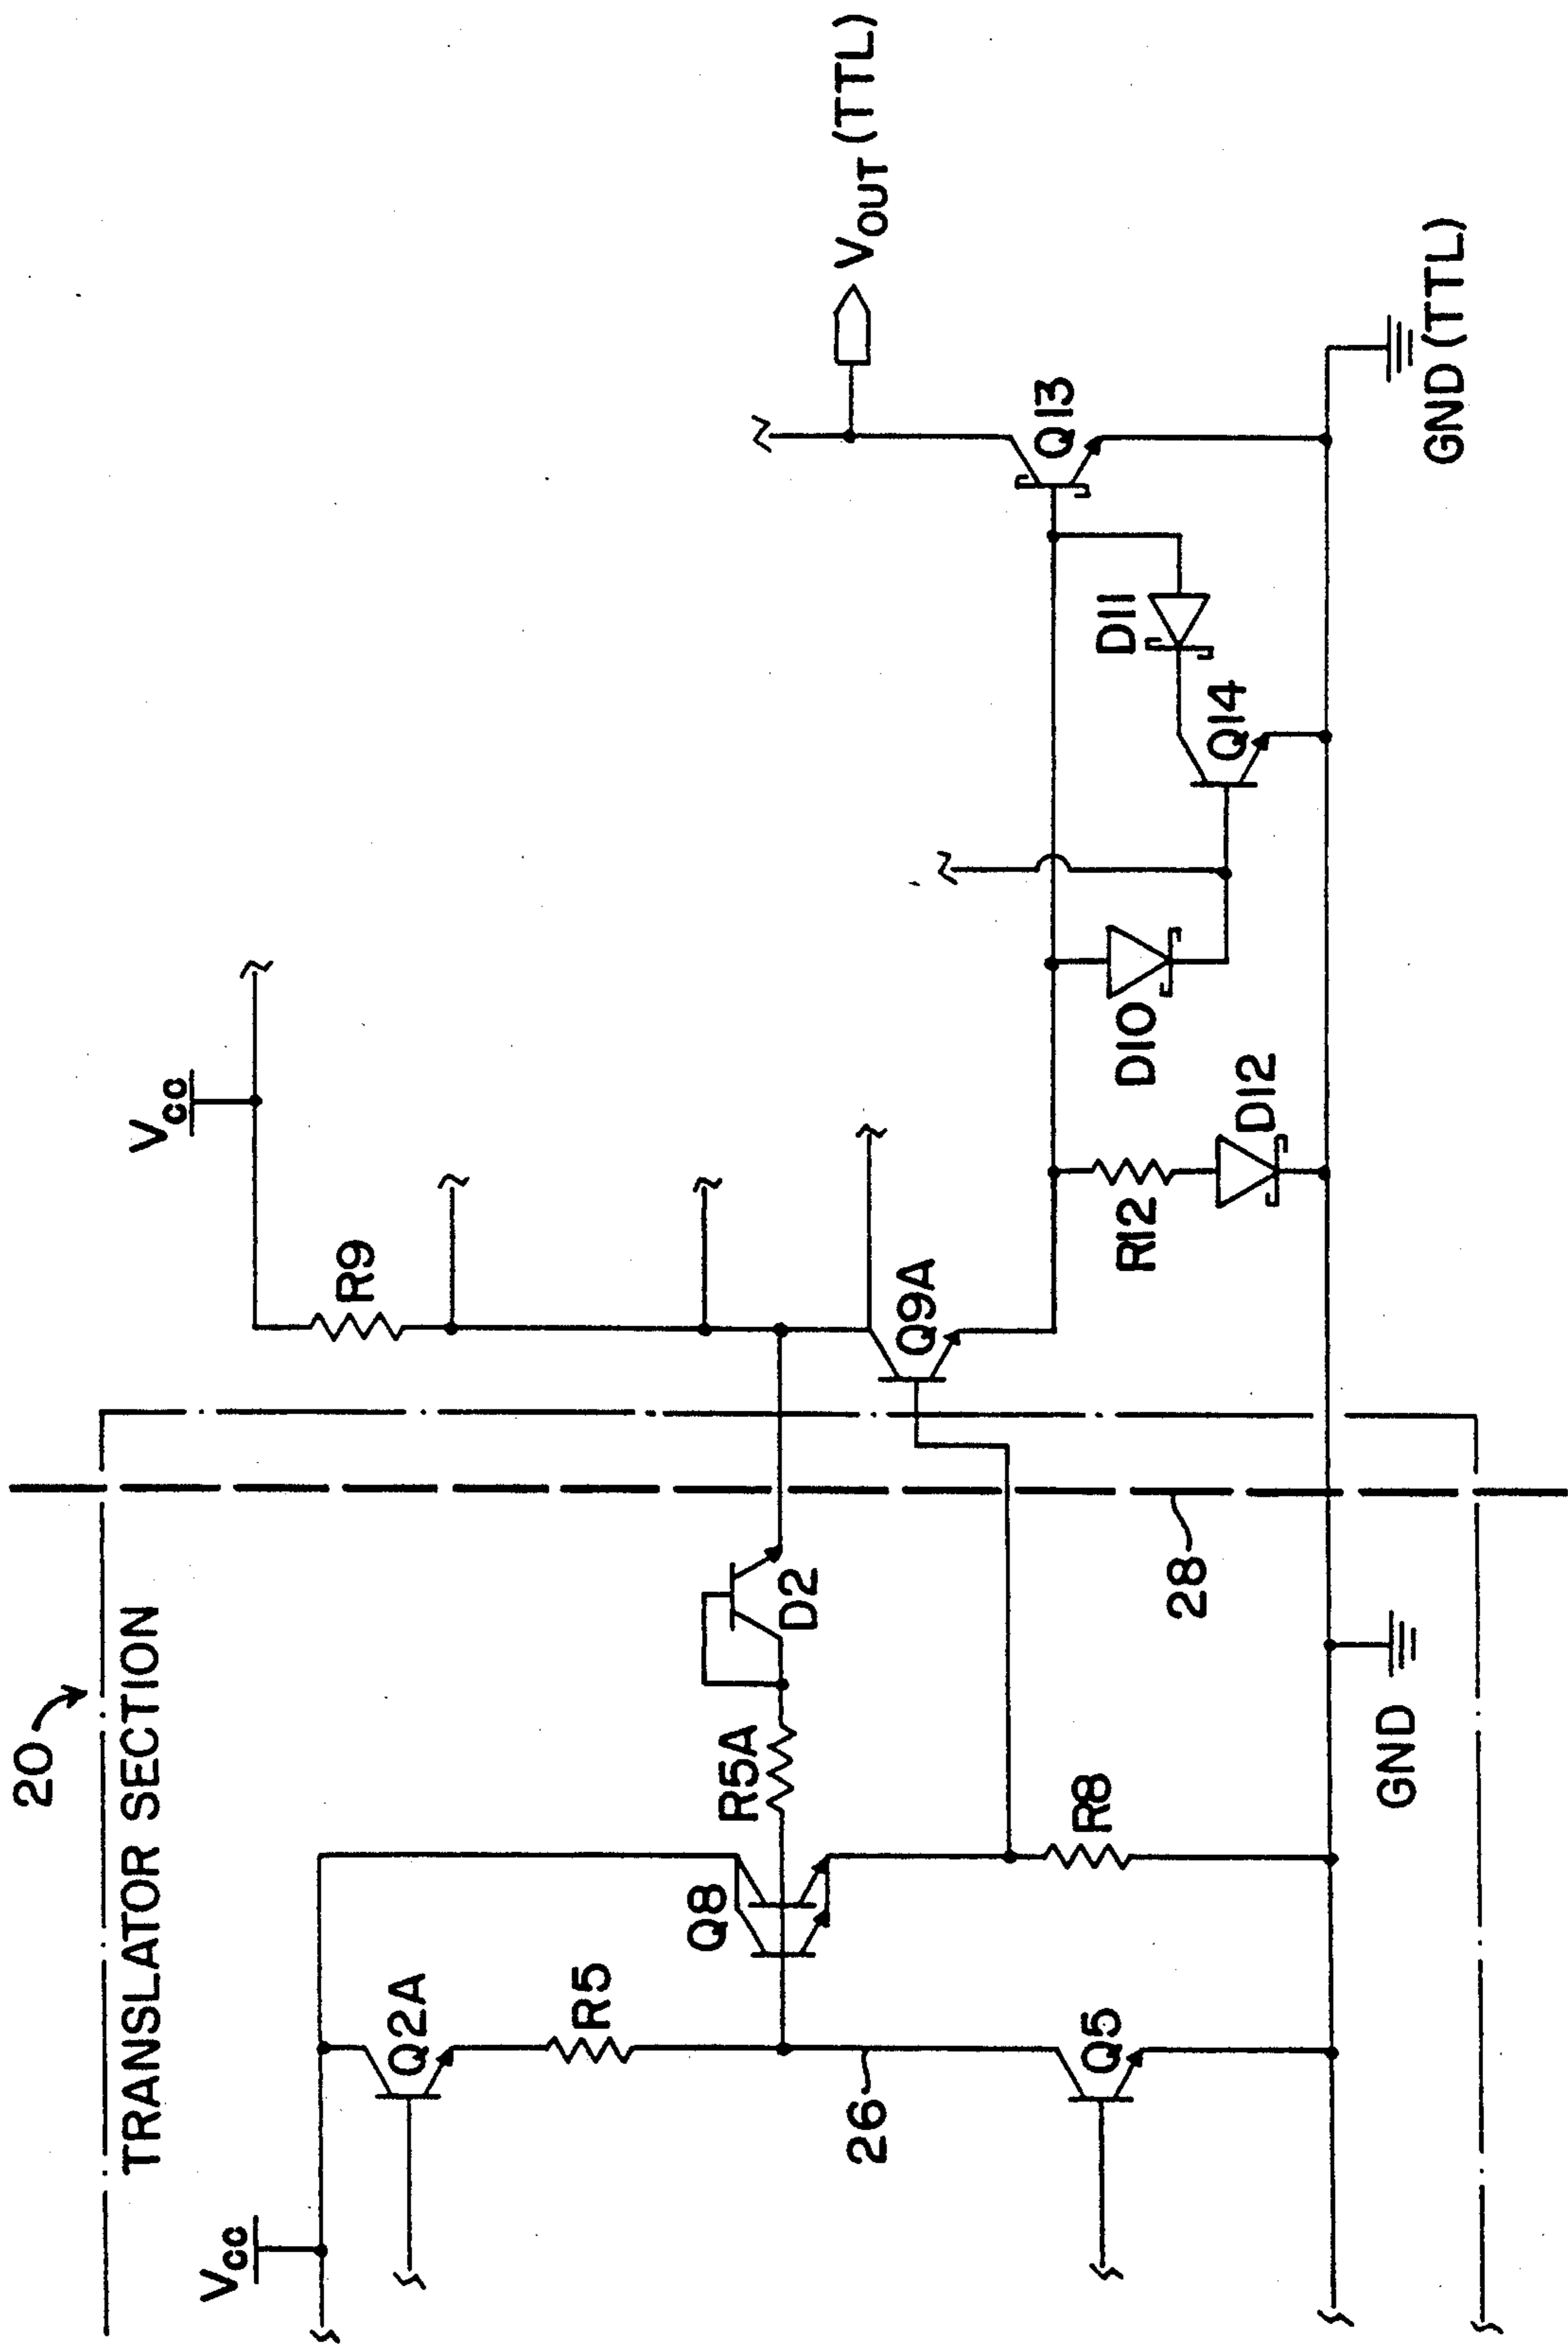 20
TRANSLATOR SECTION
VCC
VCC
Q2A
R5
Q8
R5A
D2
R9
26
Q5
R8
Q9A
28
GND
R12
D12
D10
Q14
D11
Q13
VOUT (TTL)
GND (TTL)